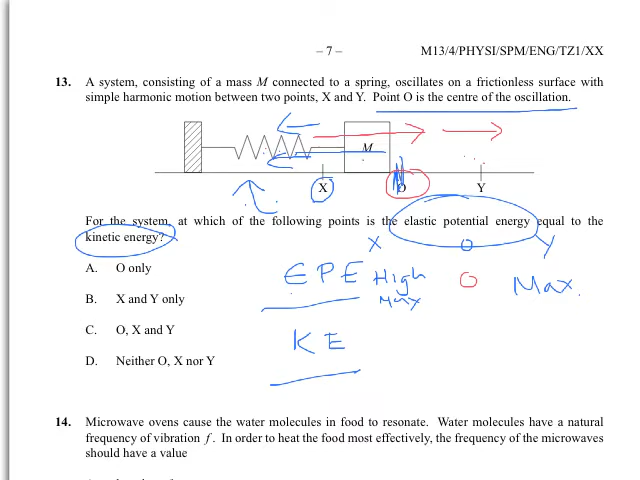 – 7 –
M13/4/PHYSI/SPM/ENG/TZ1/XX
13. A system, consisting of a mass M connected to a spring, oscillates on a frictionless surface with
simple harmonic motion between two points, X and Y. Point O is the centre of the oscillation.
M
X O Y
For the system, at which of the following points is the elastic potential energy equal to the
kinetic energy?
X O Y
A. O only
EPE High O Max.
Max
B. X and Y only
C. O, X and Y
KE
D. Neither O, X nor Y
14. Microwave ovens cause the water molecules in food to resonate. Water molecules have a natural
frequency of vibration f. In order to heat the food most effectively, the frequency of the microwaves
should have a value